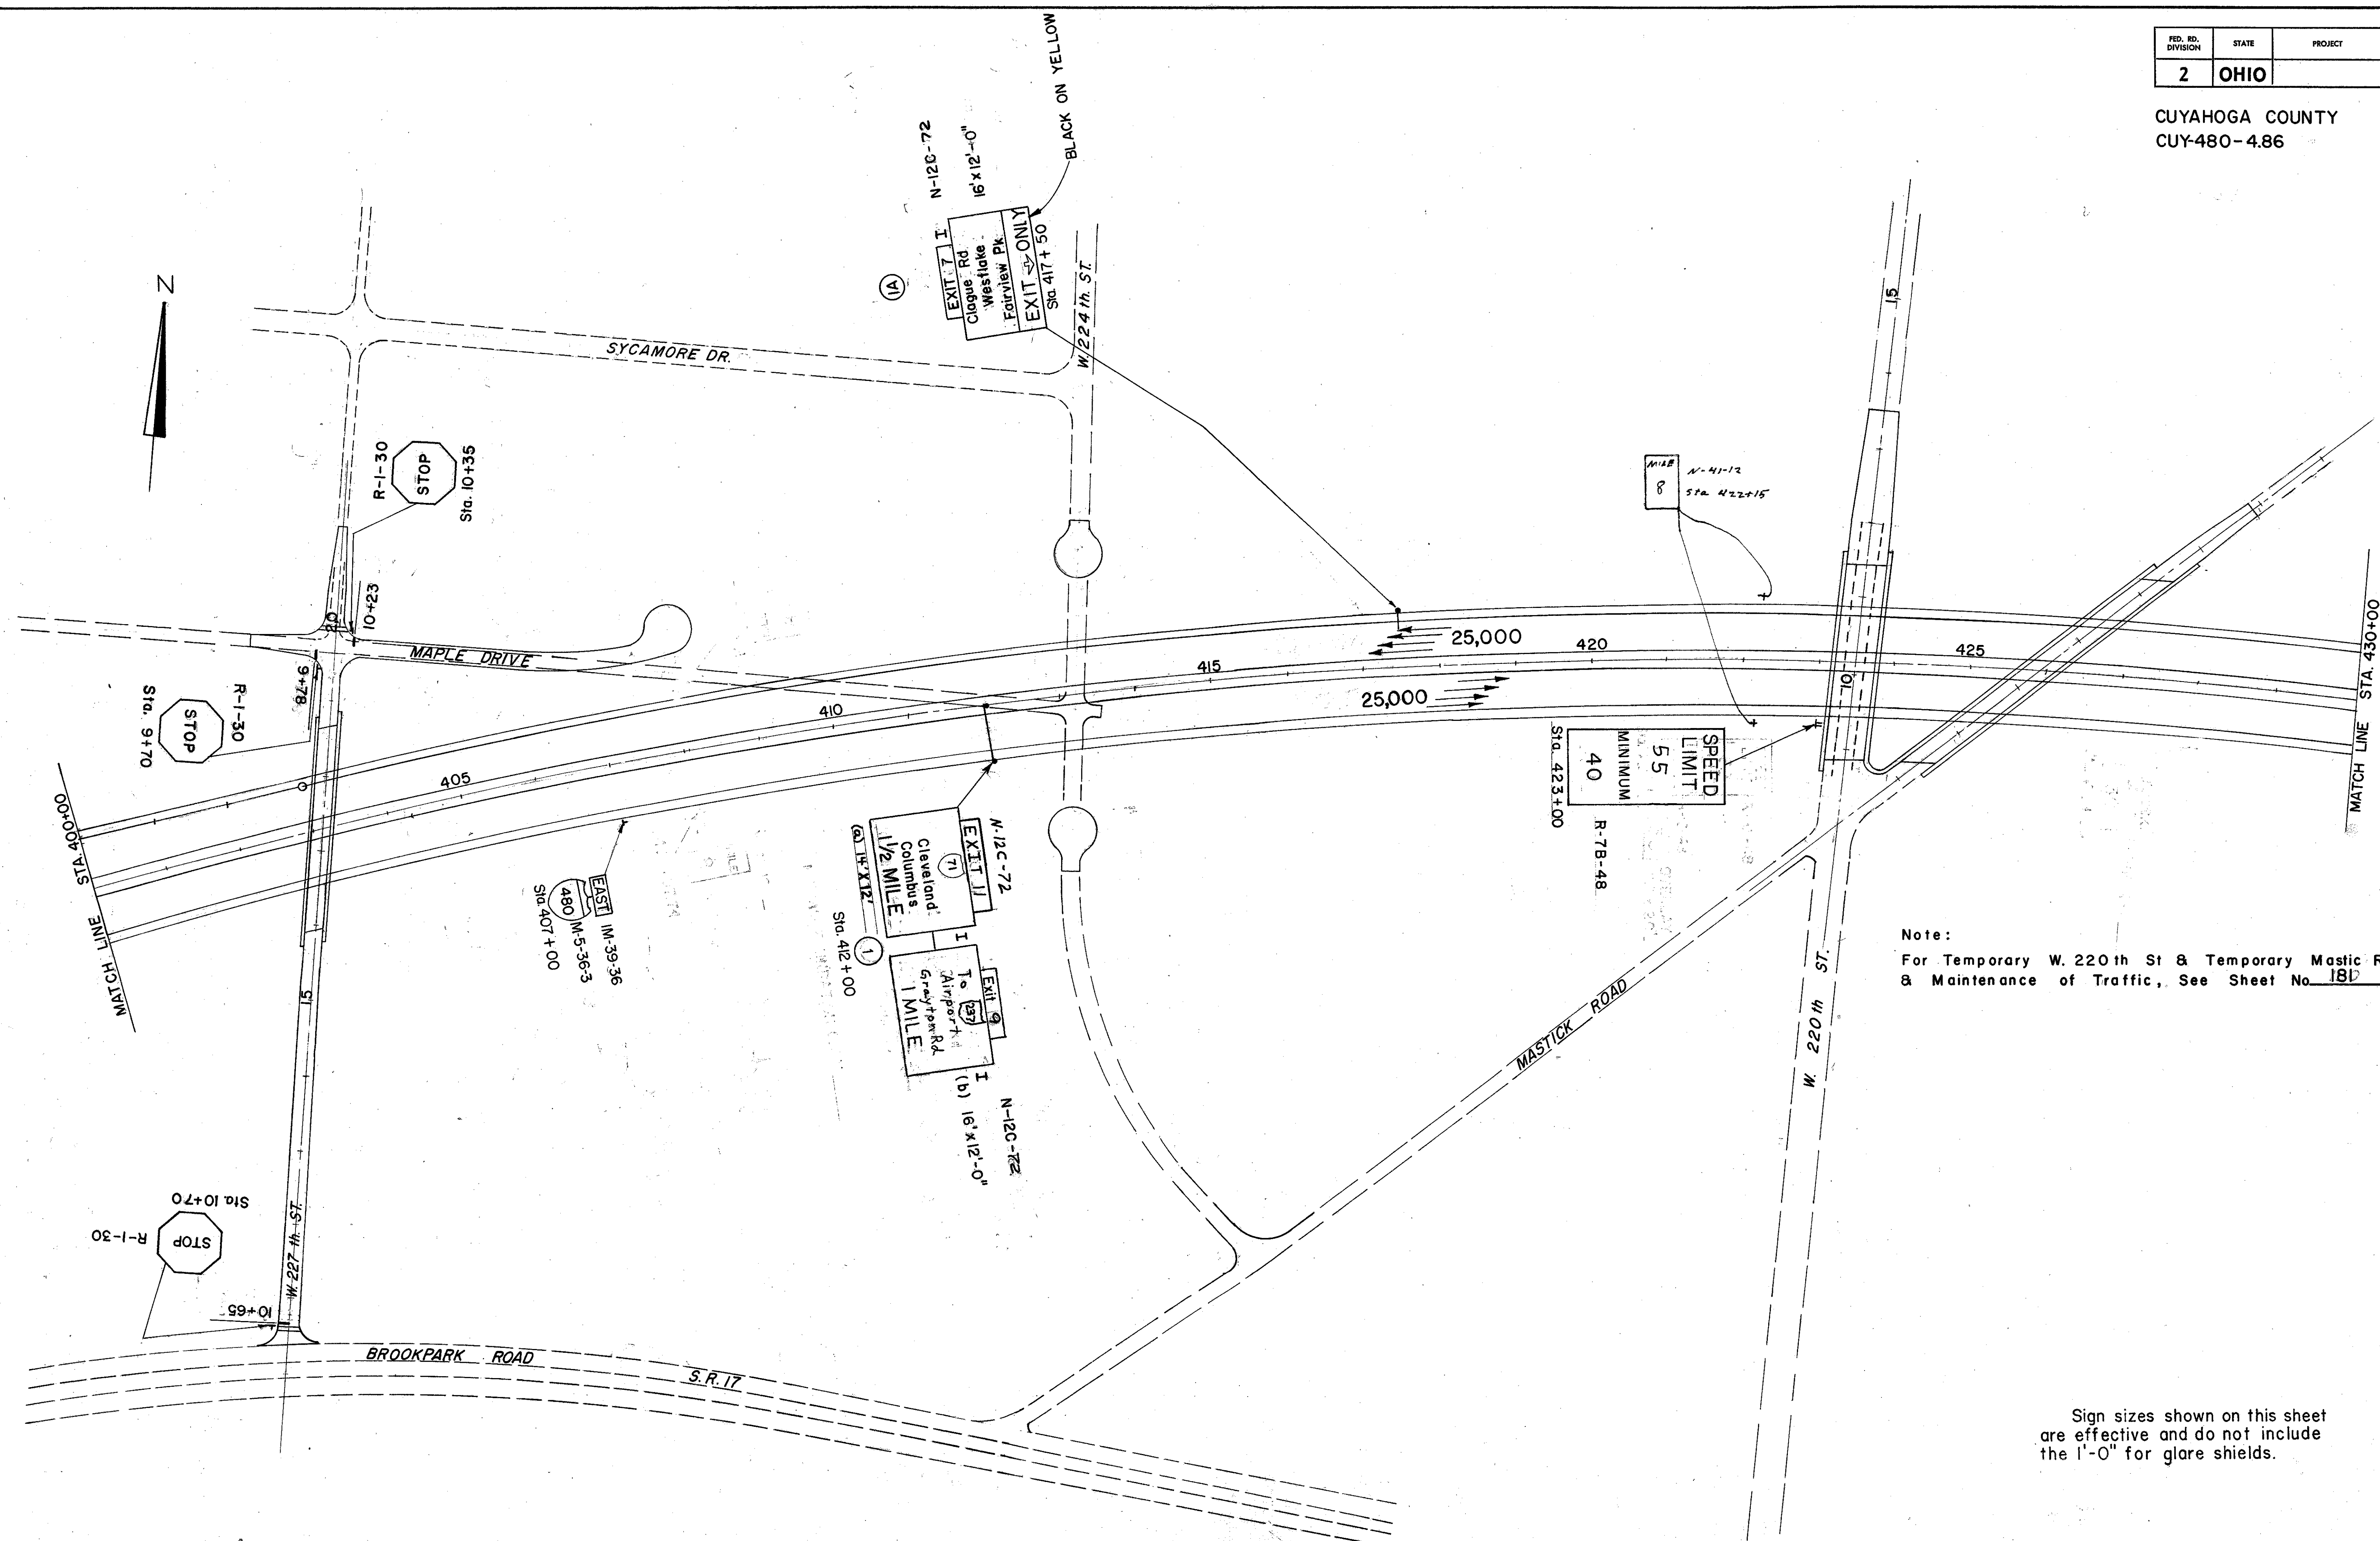 FED. RD. DIVISION
STATE
PROJECT
2
OHIO
CUYAHOGA COUNTY
CUY-480-4.86
BLACK ON YELLOW
N-12C-72
16'x12'-0"
EXIT 7
I
Clague Rd
Westlake
Fairview Pk
EXIT ONLY
Sta 417+50
1A
W. 224th. ST.
N
SYCAMORE DR.
R-1-30
STOP
Sta. 10+35
MILE
8
N-41-12
sta 422+15
15
20
10+23
MAPLE DRIVE
9+78
R-1-30
STOP
Sta. 9+70
25,000
25,000
405
410
415
420
425
10
MATCH LINE STA. 400+00
MATCH LINE STA. 430+00
SPEED
LIMIT
55
MINIMUM
40
Sta. 423+00
R-7B-48
N-12C-72
EXIT 11
71
Cleveland
Columbus
1 1/2 MILE
(a) 14'x12'
I
1
Sta. 412+00
Exit 9
To 237
Airport
Grayton Rd
1 MILE
I
(b) 16'x12'-0"
N-12C-72
EAST
1M-39-36
480
M-5-36-3
Sta. 407+00
15
Note:
For Temporary W. 220th St & Temporary Mastic R
& Maintenance of Traffic, See Sheet No. 181
MASTICK ROAD
W. 220th ST.
Sta. 10+70
STOP
R-1-30
10+65
W. 227 th. ST.
BROOKPARK ROAD
S.R. 17
Sign sizes shown on this sheet
are effective and do not include
the 1'-0" for glare shields.